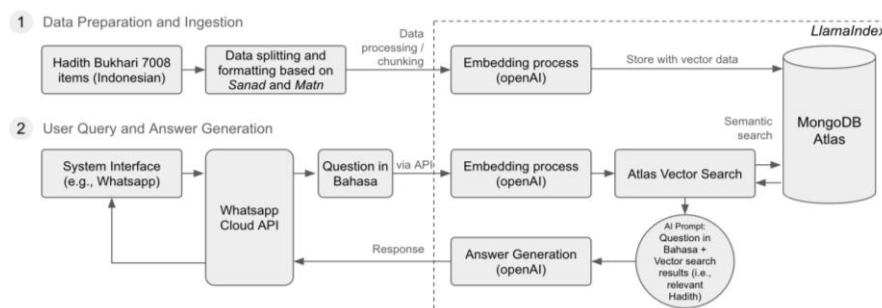 1 Data Preparation and Ingestion
LlamaIndex
Hadith Bukhari 7008
items (Indonesian)
Data splitting and
formatting based on
Sanad and Matn
Data
processing /
chunking
Embedding process
(openAI)
Store with vector data
MongoDB
Atlas
2 User Query and Answer Generation
System Interface
(e.g., Whatsapp)
Whatsapp
Cloud API
Question in
Bahasa
via API
Embedding process
(openAI)
Atlas Vector Search
Semantic
search
AI Prompt:
Question in
Bahasa +
Vector search
results (i.e.,
relevant
Hadith)
Answer Generation
(openAI)
Response